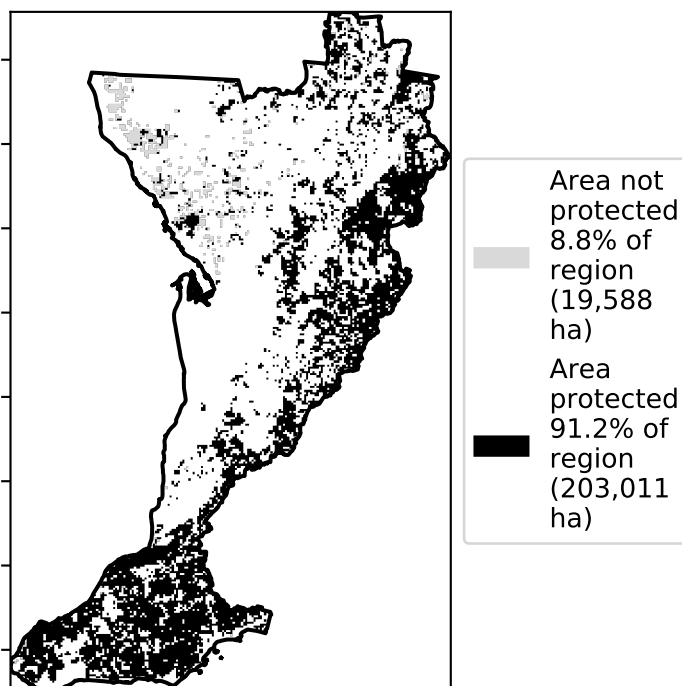 Area not
protected
8.8% of
region
(19,588
ha)
Area
protected
91.2% of
region
(203,011
ha)